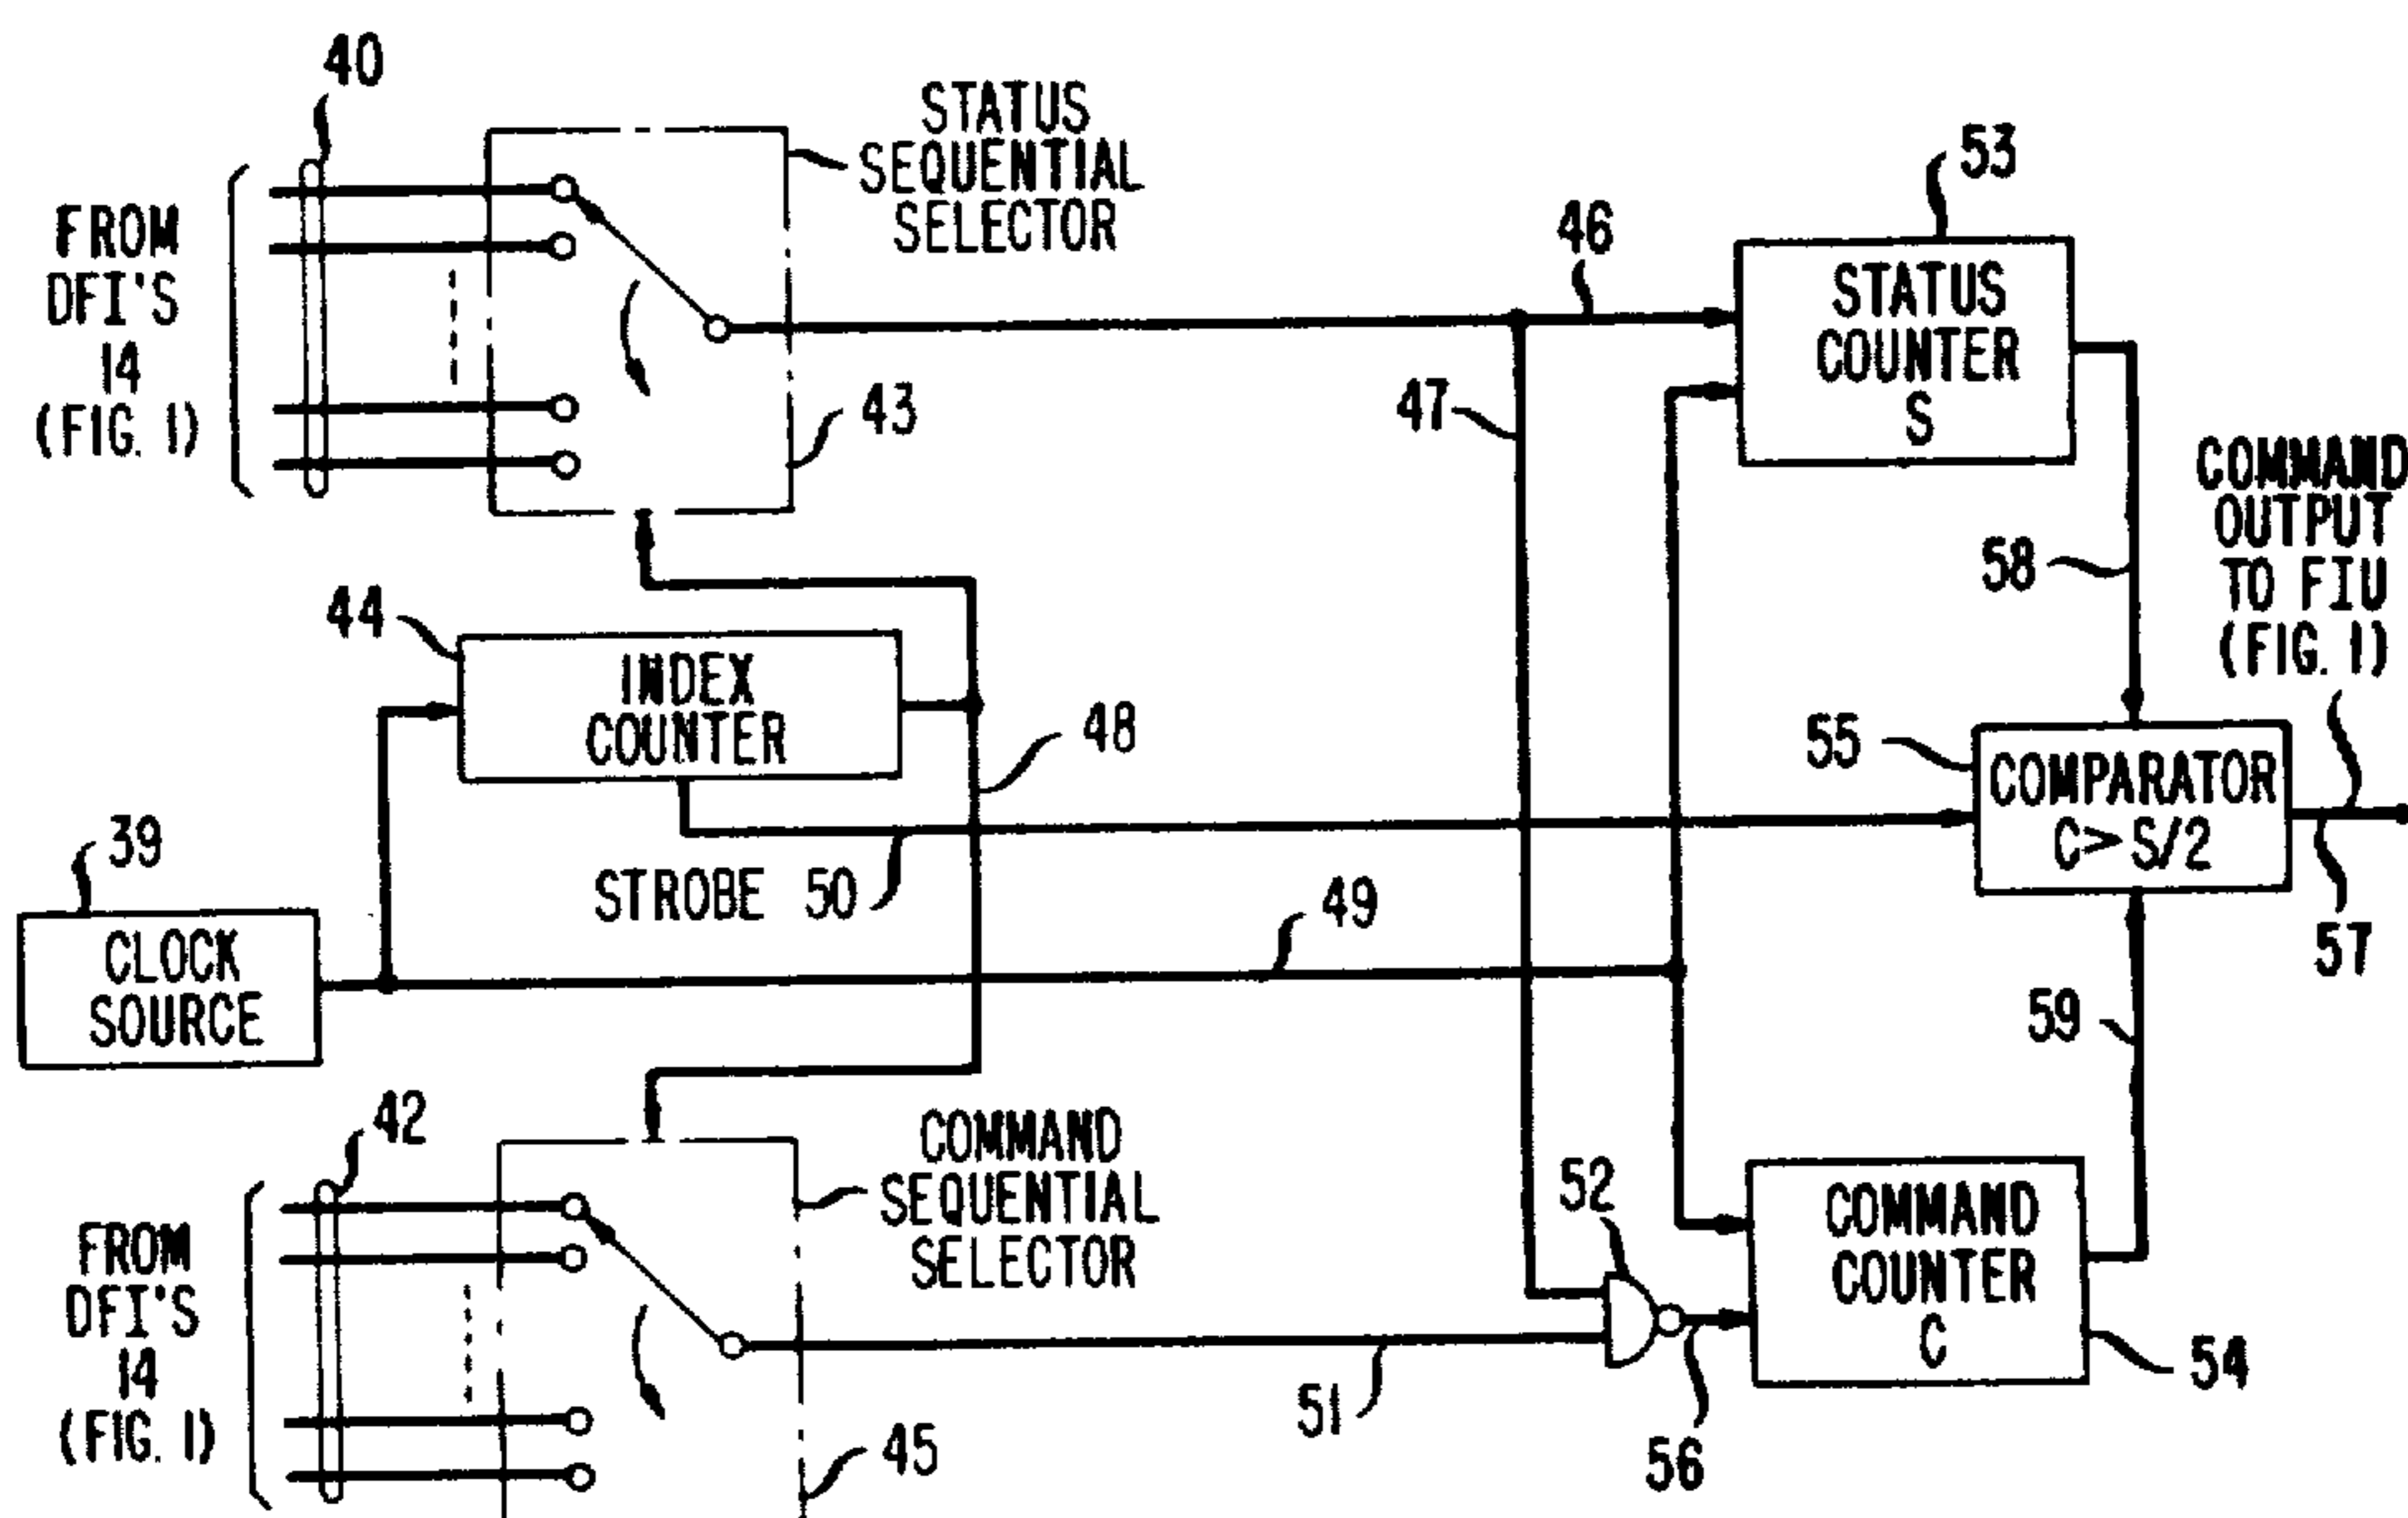 40
STATUS
SEQUENTIAL
SELECTOR
FROM
DFI'S
14
(FIG. 1)
43
46
53
STATUS
COUNTER
S
47
58
COMMAND
OUTPUT
TO FIU
(FIG. 1)
44
INDEX
COUNTER
48
55
COMPARATOR
C> S/2
39
STROBE 50
49
57
CLOCK
SOURCE
59
42
COMMAND
SEQUENTIAL
SELECTOR
FROM
DFI'S
14
(FIG. 1)
52
COMMAND
COUNTER
C
54
51
56
45